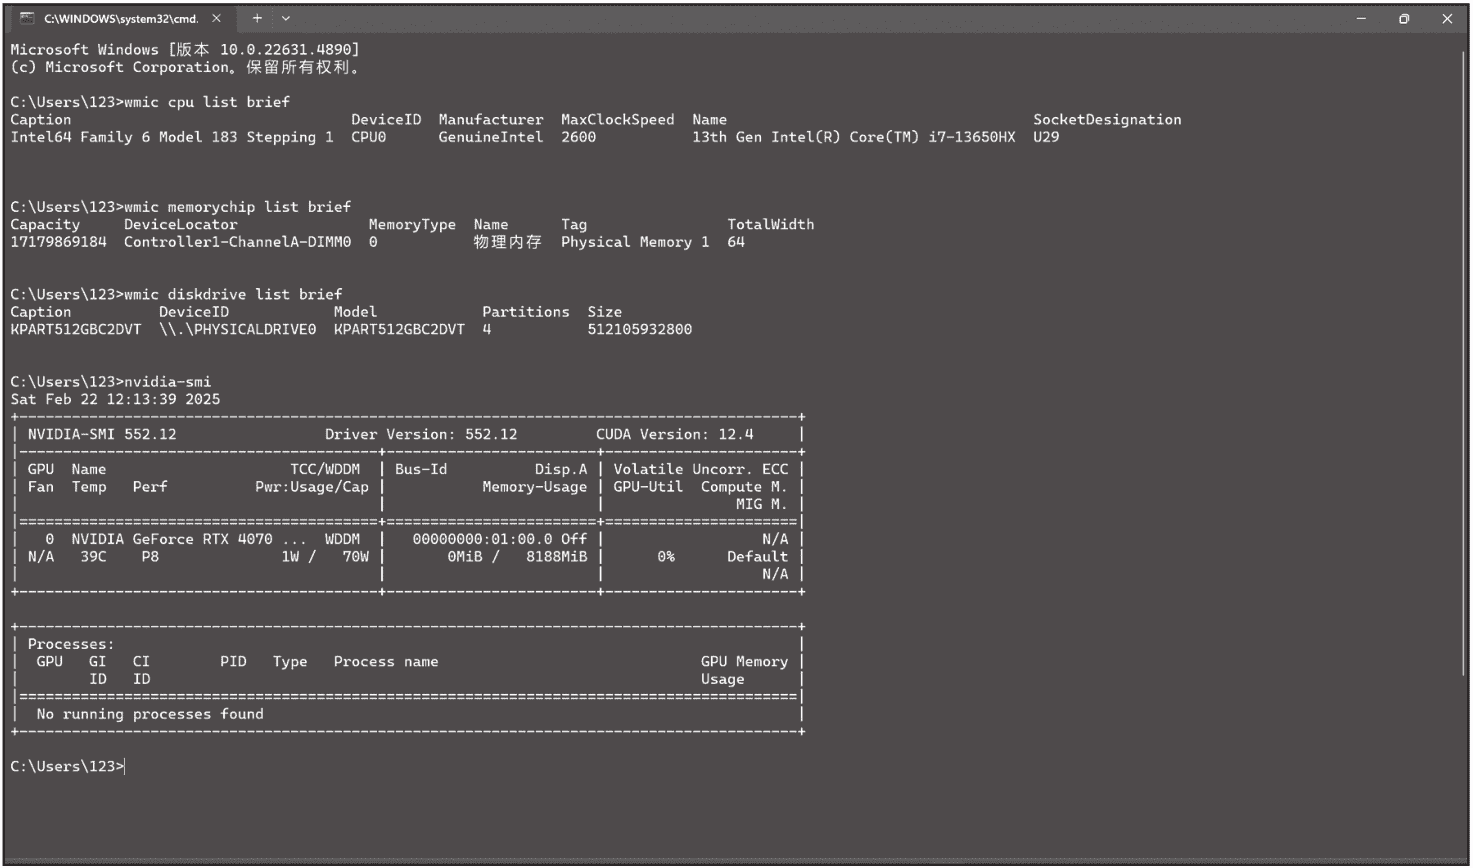 C:\WINDOWS\system32\cmd.
Microsoft Windows [版本 10.0.22631.4890]
(c) Microsoft Corporation。保留所有权利。
C:\Users\123>wmic cpu list brief
Caption                                DeviceID  Manufacturer  MaxClockSpeed  Name                                   SocketDesignation
Intel64 Family 6 Model 183 Stepping 1  CPU0      GenuineIntel  2600           13th Gen Intel(R) Core(TM) i7-13650HX  U29
C:\Users\123>wmic memorychip list brief
Capacity     DeviceLocator               MemoryType  Name      Tag                TotalWidth
17179869184  Controller1-ChannelA-DIMM0  0           物理内存  Physical Memory 1  64
C:\Users\123>wmic diskdrive list brief
Caption          DeviceID            Model            Partitions  Size
KPART512GBC2DVT  \\.\PHYSICALDRIVE0  KPART512GBC2DVT  4           512105932800
C:\Users\123>nvidia-smi
Sat Feb 22 12:13:39 2025
NVIDIA-SMI 552.12                 Driver Version: 552.12         CUDA Version: 12.4
GPU  Name                     TCC/WDDM  | Bus-Id          Disp.A | Volatile Uncorr. ECC
Fan  Temp   Perf          Pwr:Usage/Cap |           Memory-Usage | GPU-Util  Compute M.
MIG M.
0  NVIDIA GeForce RTX 4070 ...  WDDM  |   00000000:01:00.0 Off |                  N/A
N/A   39C    P8              1W /   70W |       0MiB /   8188MiB |      0%      Default
N/A
Processes:
GPU   GI   CI        PID   Type   Process name                              GPU Memory
ID   ID                                                             Usage
No running processes found
C:\Users\123>